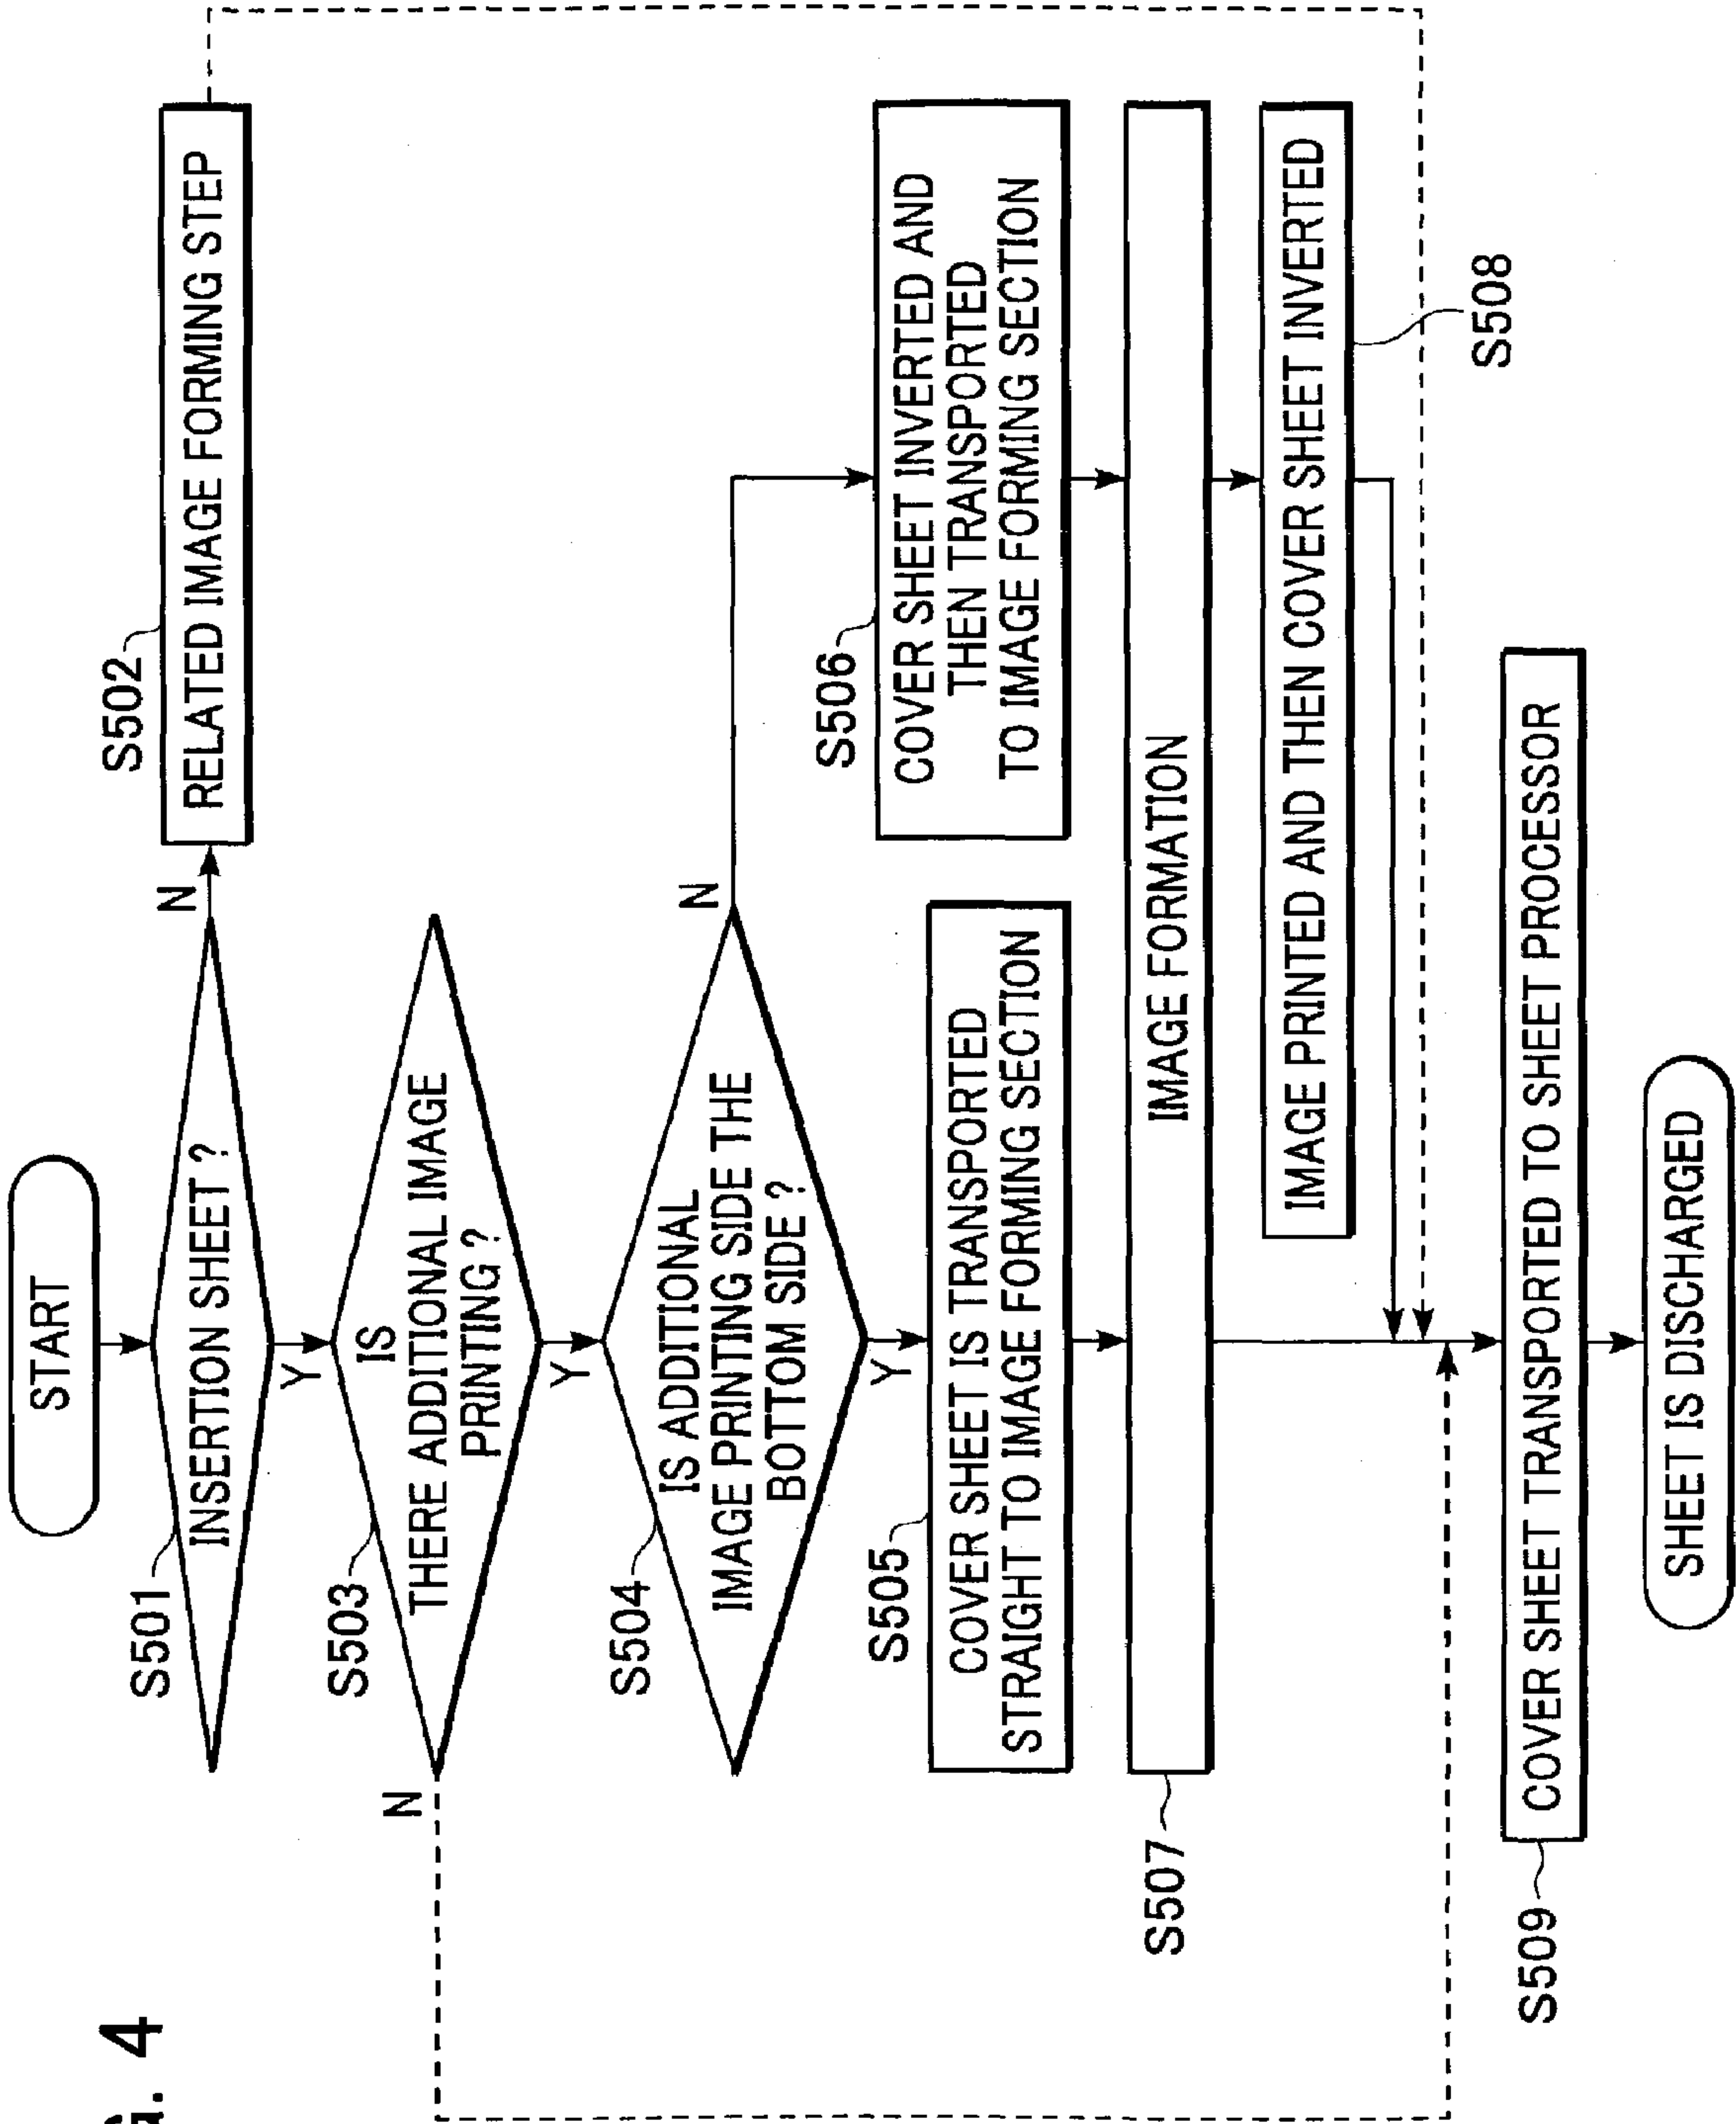 G. 4
START
S501
INSERTION SHEET ?
N
S502
RELATED IMAGE FORMING STEP
Y
S503
IS
THERE ADDITIONAL IMAGE
PRINTING ?
N
Y
S504
IS ADDITIONAL
IMAGE PRINTING SIDE THE
BOTTOM SIDE ?
N
Y
S505
COVER SHEET IS TRANSPORTED
STRAIGHT TO IMAGE FORMING SECTION
S506
COVER SHEET INVERTED AND
THEN TRANSPORTED
TO IMAGE FORMING SECTION
S507
IMAGE FORMATION
IMAGE PRINTED AND THEN COVER SHEET INVERTED
S508
S509
COVER SHEET TRANSPORTED TO SHEET PROCESSOR
SHEET IS DISCHARGED